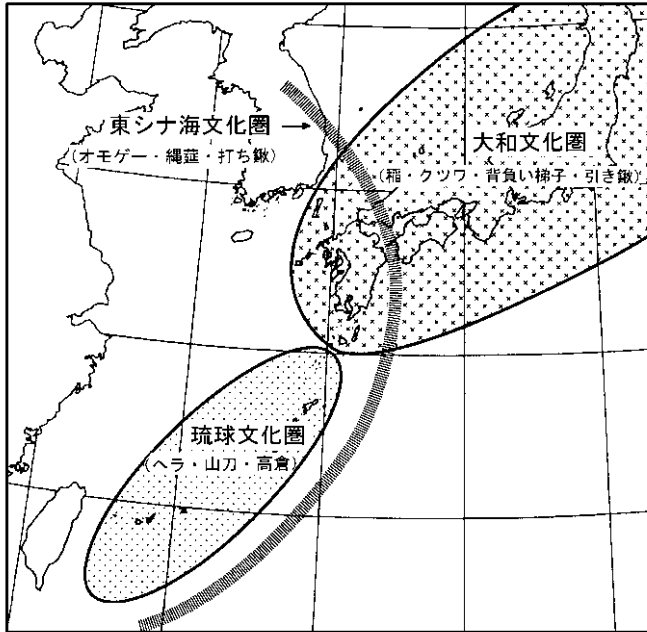 東シナ海文化圏 →
(オモゲー・縄莚・打ち鍬)
大和文化圏
(稲・クツワ・背負い梯子・引き鍬)
琉球文化圏
(ヘラ・山刀・高倉)